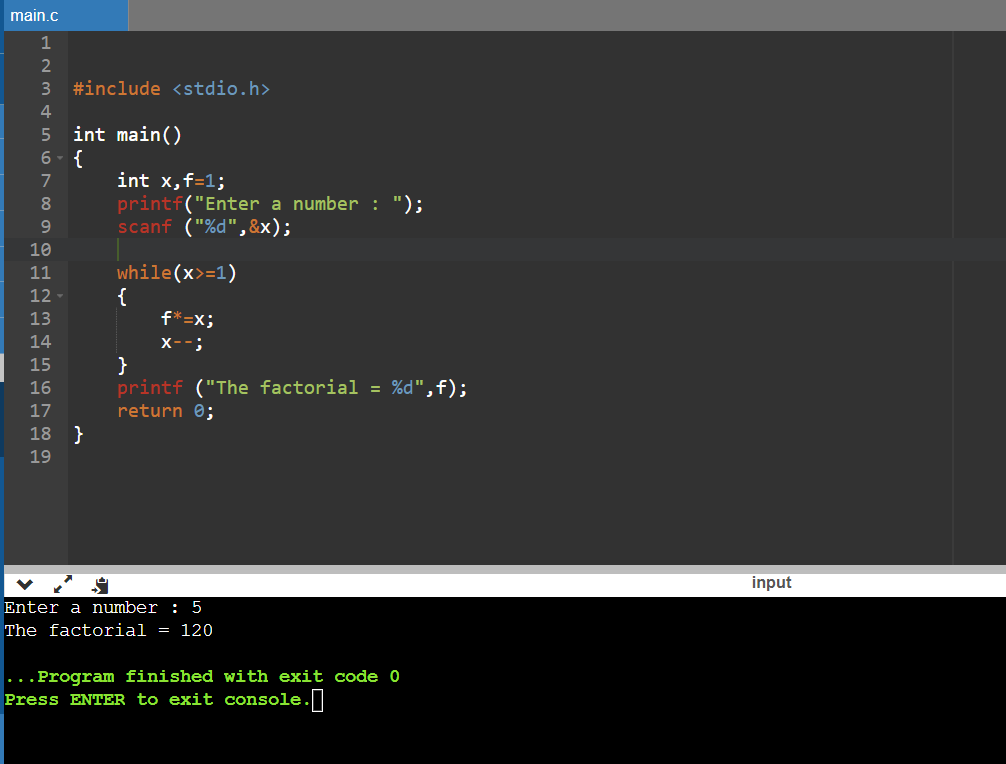 main.c
1
2
3 #include <stdio.h>
4
5 int main()
6 {
7     int x,f=1;
8     printf("Enter a number : ");
9     scanf ("%d",&x);
10
11     while(x>=1)
12     {
13         f*=x;
14         x--;
15     }
16     printf ("The factorial = %d",f);
17     return 0;
18 }
19
input
Enter a number : 5
The factorial = 120
...Program finished with exit code 0
Press ENTER to exit console.